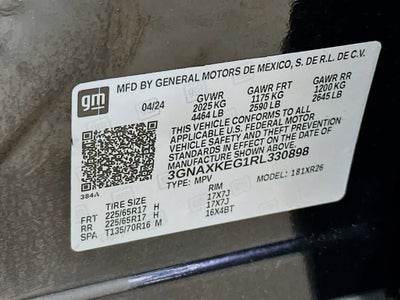 gm
MFD BY GENERAL MOTORS DE MEXICO, S. DE R.L. DE C.V.
04/24 GVWR GAWR FRT GAWR RR
2025 KG 1175 KG 1200 KG
4464 LB 2590 LB 2645 LB
THIS VEHICLE CONFORMS TO ALL
APPLICABLE U.S. FEDERAL MOTOR
VEHICLE SAFETY AND THEFT PREVENTION
STANDARDS IN EFFECT ON THE DATE OF
MANUFACTURE SHOWN ABOVE.
3GNAXKEG1RL330898
TYPE: MPV MODEL: 1 81XR26
384A
TIRE SIZE RIM
FRT 225/65R17 H 17X7J
RR 225/65R17 H 17X7J
SPA T135/70R16 M 16X4BT